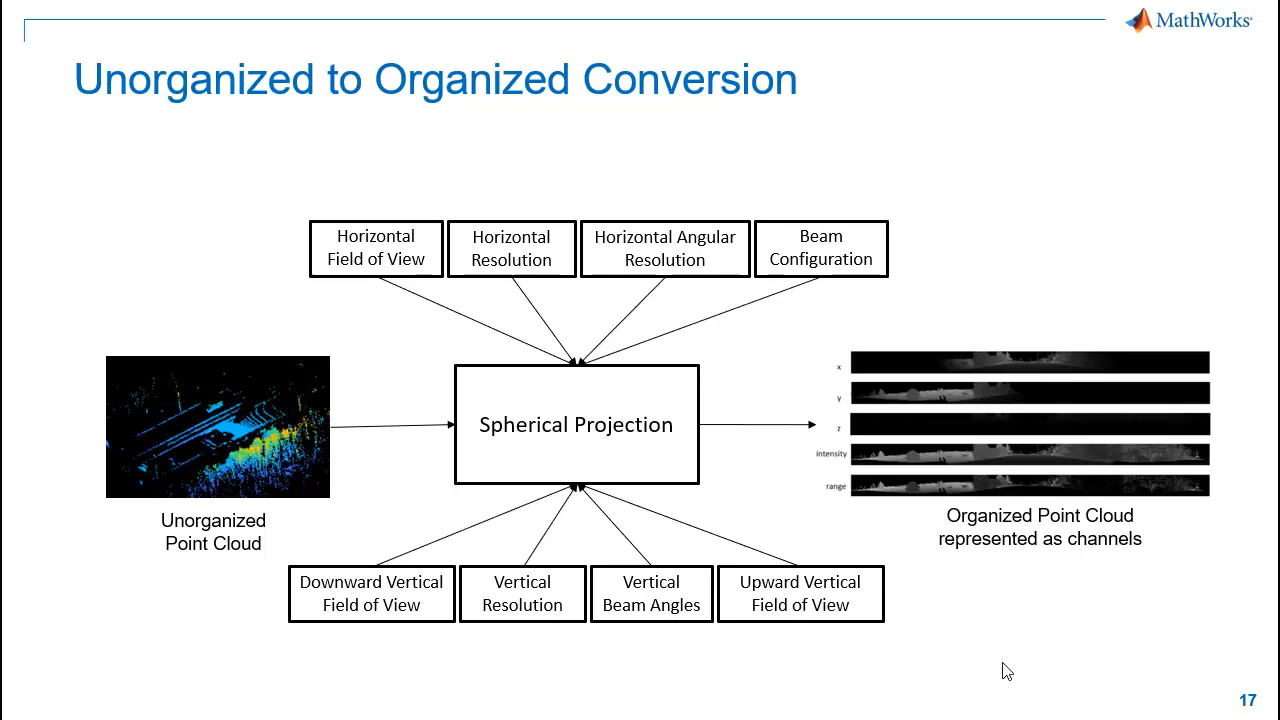 MathWorks
Unorganized to Organized Conversion
Horizontal
Field of View
Horizontal
Resolution
Horizontal Angular
Resolution
Beam
Configuration
Spherical Projection
x
y
z
intensity
range
Unorganized
Point Cloud
Organized Point Cloud
represented as channels
Downward Vertical
Field of View
Vertical
Resolution
Vertical
Beam Angles
Upward Vertical
Field of View
17